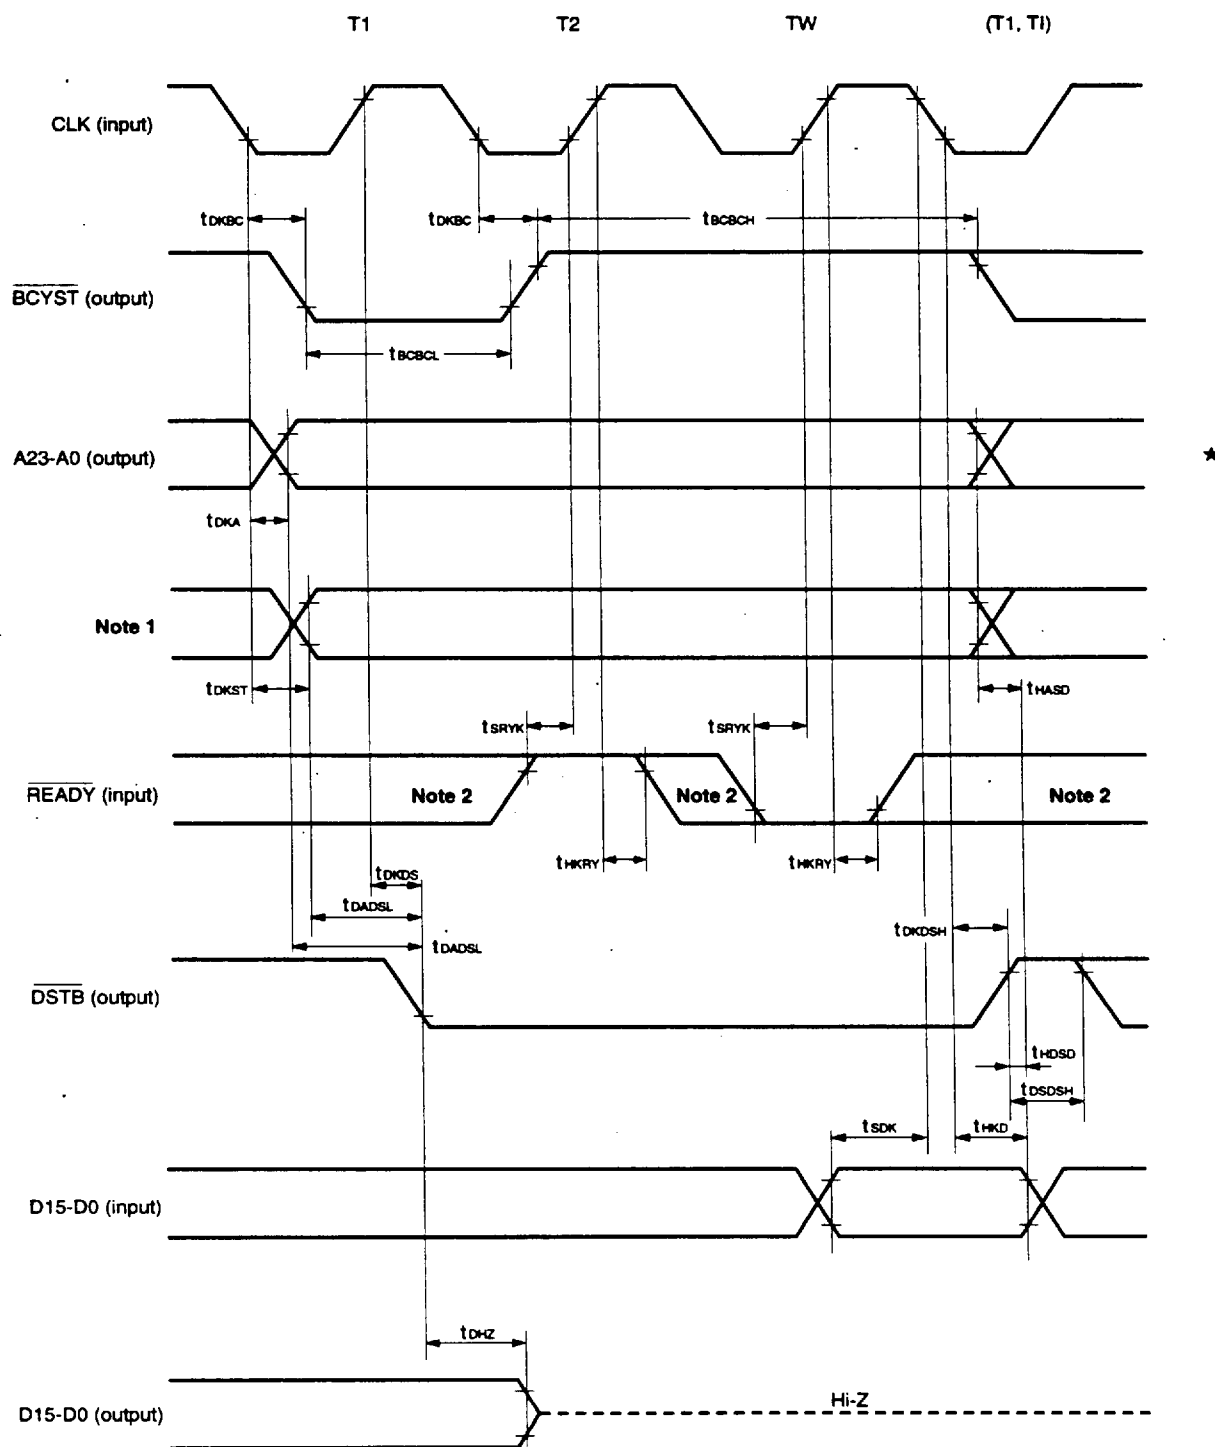 T1 T2 TW (T1, TI)
CLK (input)
tDKBC tDKBC tBCBCH
BCYST (output)
tBCBCL
A23-A0 (output)
★
tDKA
Note 1
tDKST tHASD
tSRYK tSRYK
READY (input) Note 2 Note 2 Note 2
tHKRY tHKRY
tDKDS
tDADSL
tDKDSH
tDADSL
DSTB (output)
tHDSD
tDSDSH
tSDK tHKD
D15-D0 (input)
tDHZ
Hi-Z
D15-D0 (output)